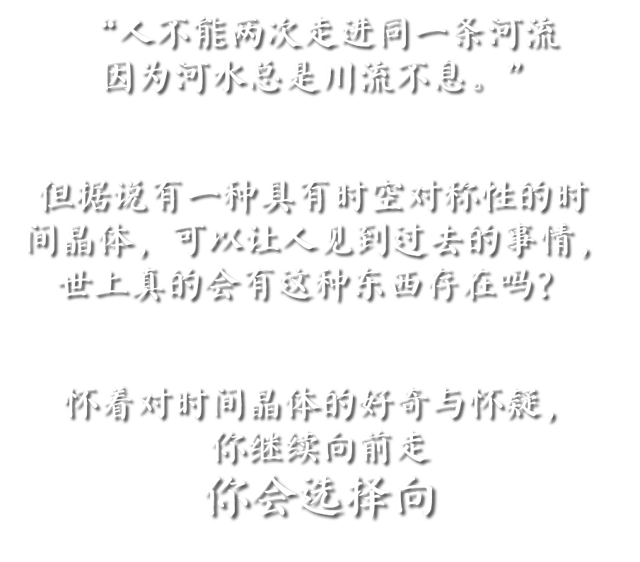 “人不能两次走进同一条河流
因为河水总是川流不息。”
但据说有一种具有时空对称性的时
间晶体，可以让人见到过去的事情，
世上真的会有这种东西存在吗？
怀着对时间晶体的好奇与怀疑，
你继续向前走
你会选择向